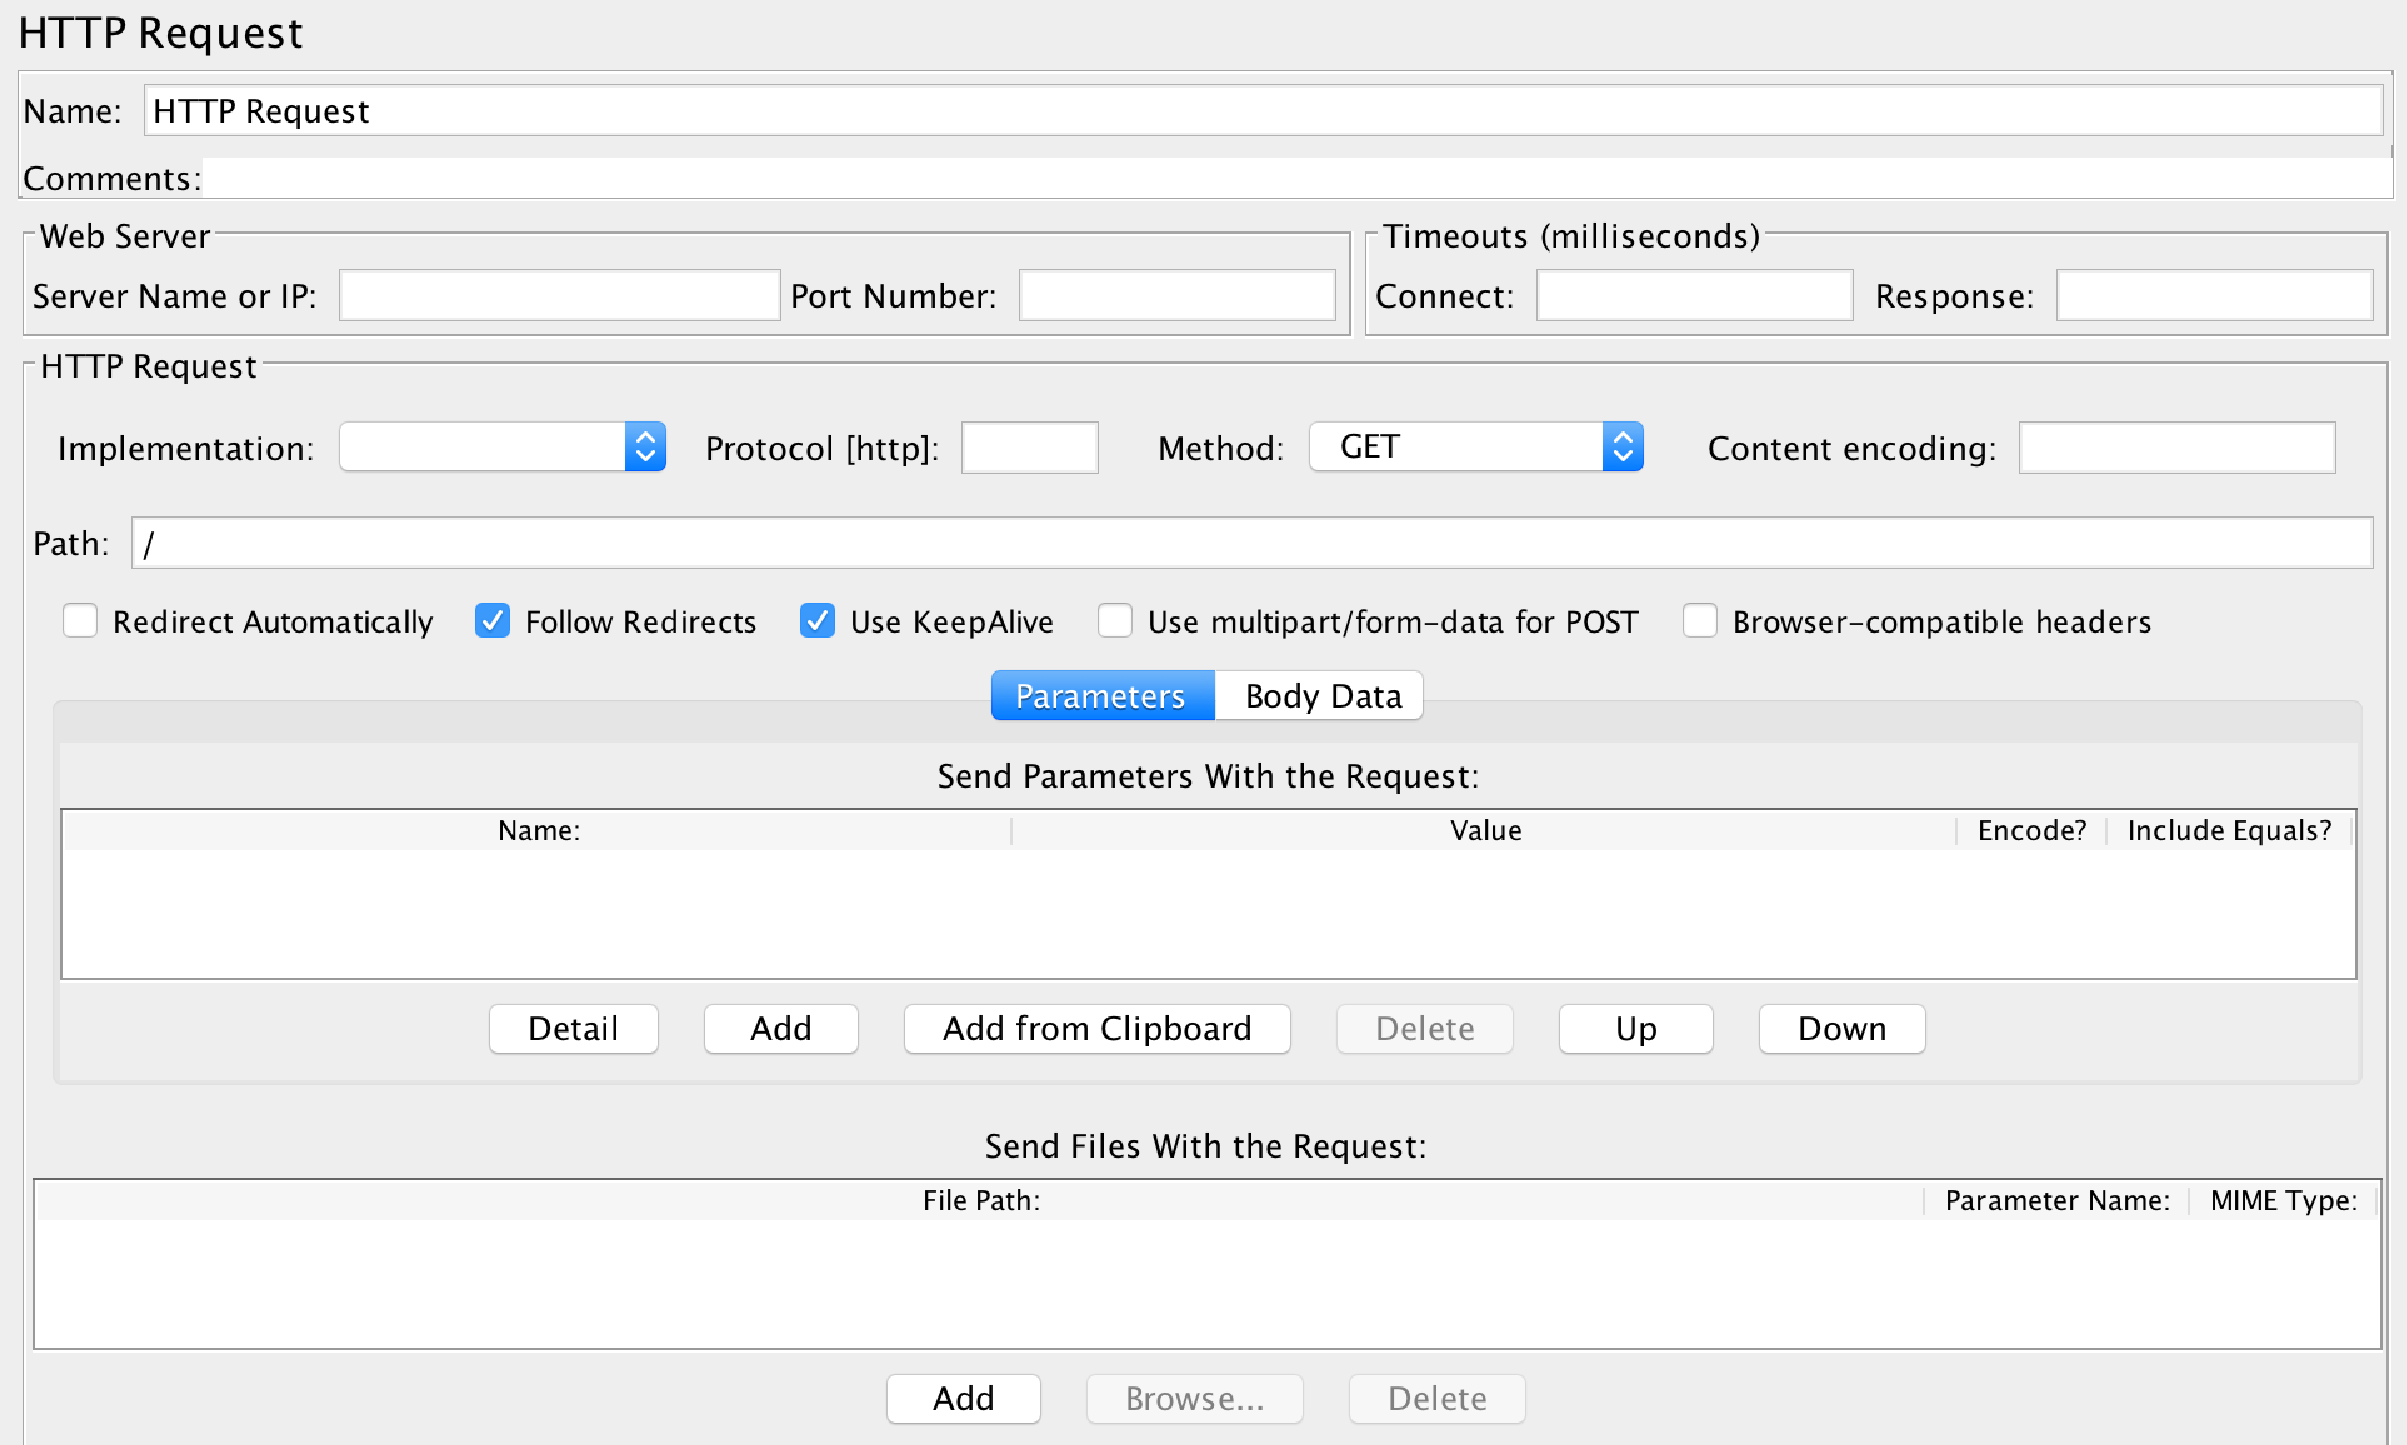 HTTP Request
Name: HTTP Request
Comments:
Web Server Timeouts (milliseconds)
Server Name or IP: Port Number: Connect: Response:
HTTP Request
Implementation: Protocol [http]: Method: GET Content encoding:
Path: /
Redirect Automatically Follow Redirects Use KeepAlive Use multipart/form-data for POST Browser-compatible headers
Parameters Body Data
Send Parameters With the Request:
Name: Value Encode? Include Equals?
Detail Add Add from Clipboard Delete Up Down
Send Files With the Request:
File Path: Parameter Name: MIME Type:
Add Browse... Delete